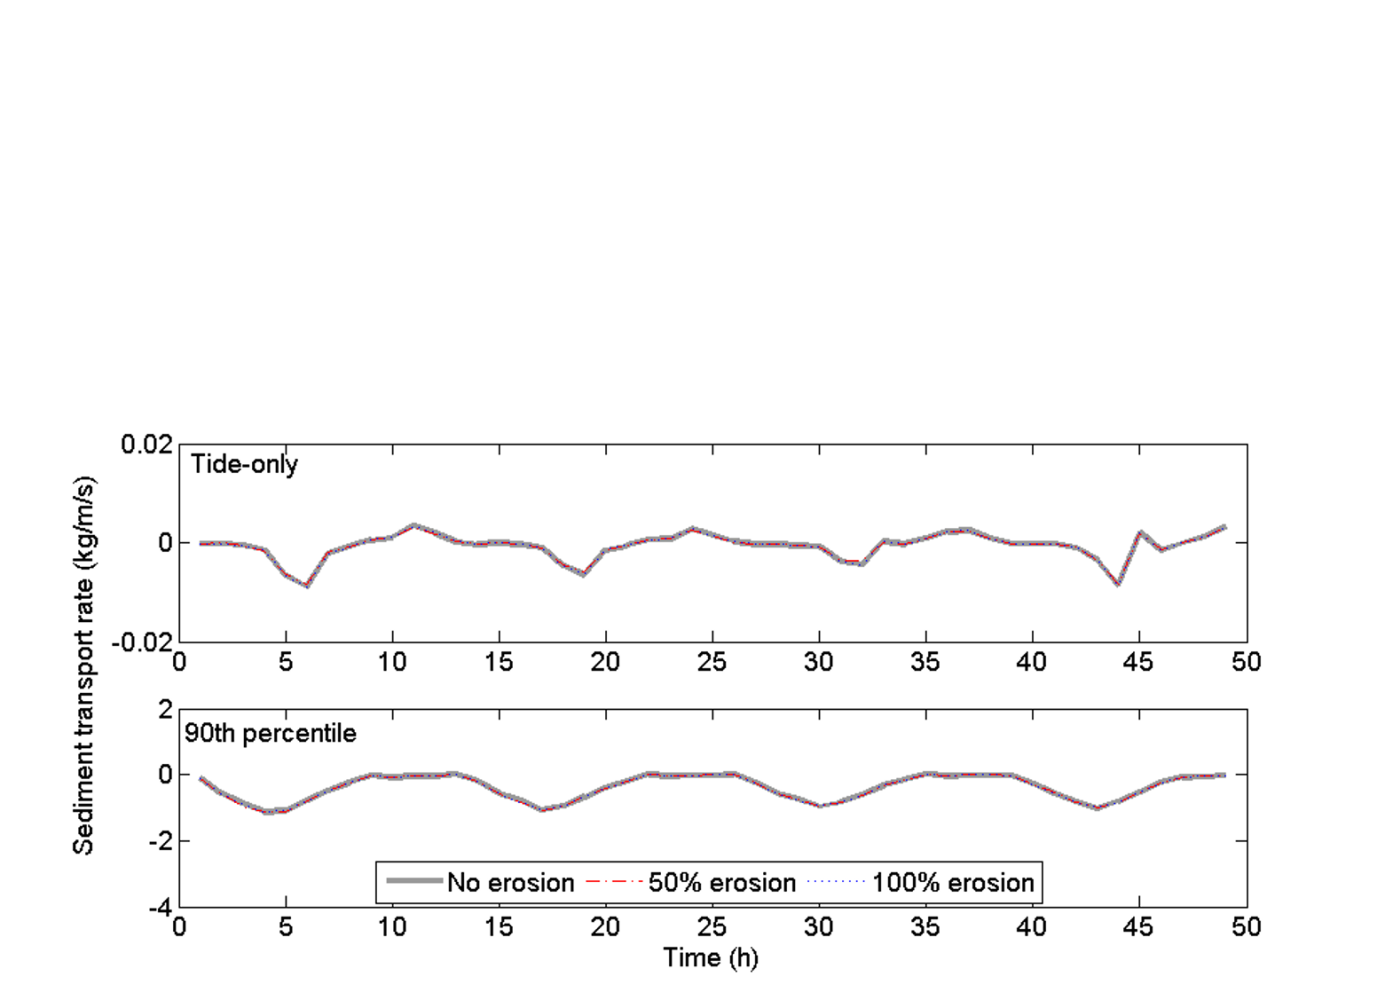 Sediment transport rate (kg/m/s)
0.02
0
-0.02
Tide-only
0 5 10 15 20 25 30 35 40 45 50
2
0
-2
-4
90th percentile
No erosion 50% erosion 100% erosion
0 5 10 15 20 25 30 35 40 45 50
Time (h)